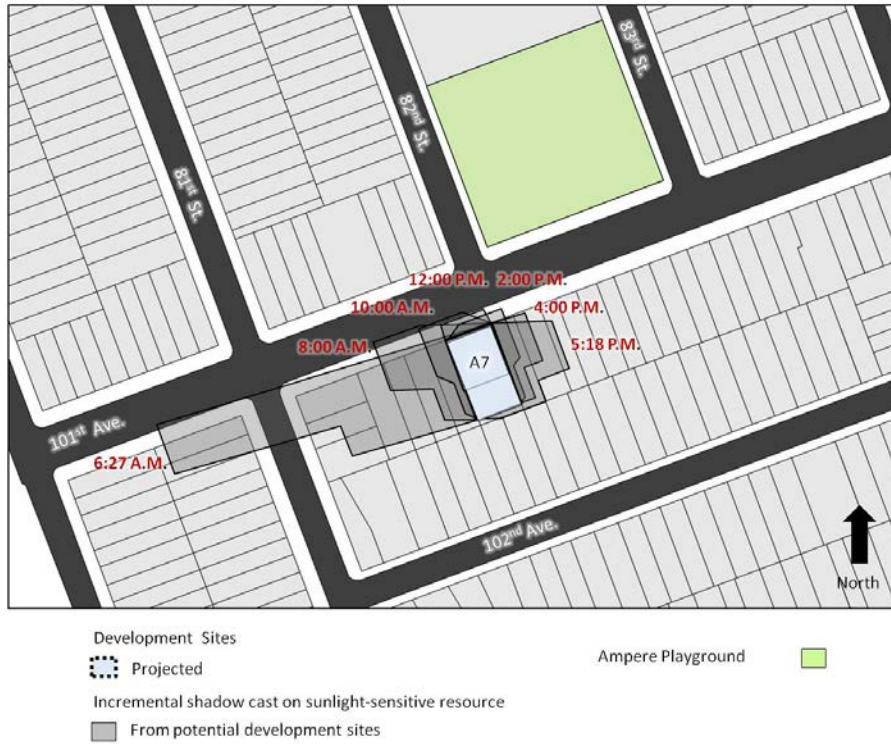 83rd St.
82nd St.
81st St.
12:00 P.M. 2:00 P.M.
10:00 A.M. 4:00 P.M.
8:00 A.M. 5:18 P.M.
A7
101st Ave.
6:27 A.M.
102nd Ave.
North
Development Sites
Projected
Ampere Playground
Incremental shadow cast on sunlight-sensitive resource
From potential development sites